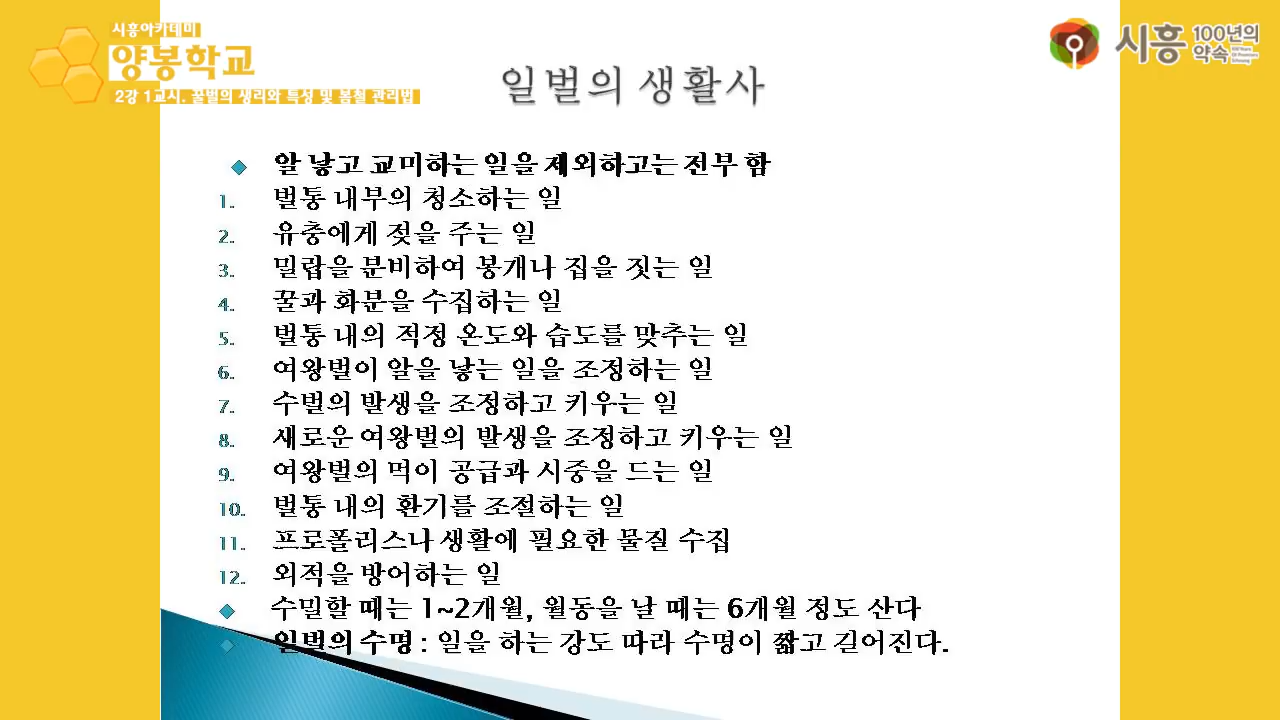 시흥아카데미
양봉학교
2강 1교시. 꿀벌의 생리와 특성 및 봄철 관리법
시흥 100년의 약속
일벌의 생활사
◆ 알 낳고 교미하는 일을 제외하고는 전부 함
1. 벌통 내부의 청소하는 일
2. 유충에게 젖을 주는 일
3. 밀랍을 분비하여 봉개나 집을 짓는 일
4. 꿀과 화분을 수집하는 일
5. 벌통 내의 적정 온도와 습도를 맞추는 일
6. 여왕벌이 알을 낳는 일을 조정하는 일
7. 수벌의 발생을 조정하고 키우는 일
8. 새로운 여왕벌의 발생을 조정하고 키우는 일
9. 여왕벌의 먹이 공급과 시중을 드는 일
10. 벌통 내의 환기를 조절하는 일
11. 프로폴리스나 생활에 필요한 물질 수집
12. 외적을 방어하는 일
◆ 수밀할 때는 1~2개월, 월동을 날 때는 6개월 정도 산다
◆ 일벌의 수명 : 일을 하는 강도 따라 수명이 짧고 길어진다.